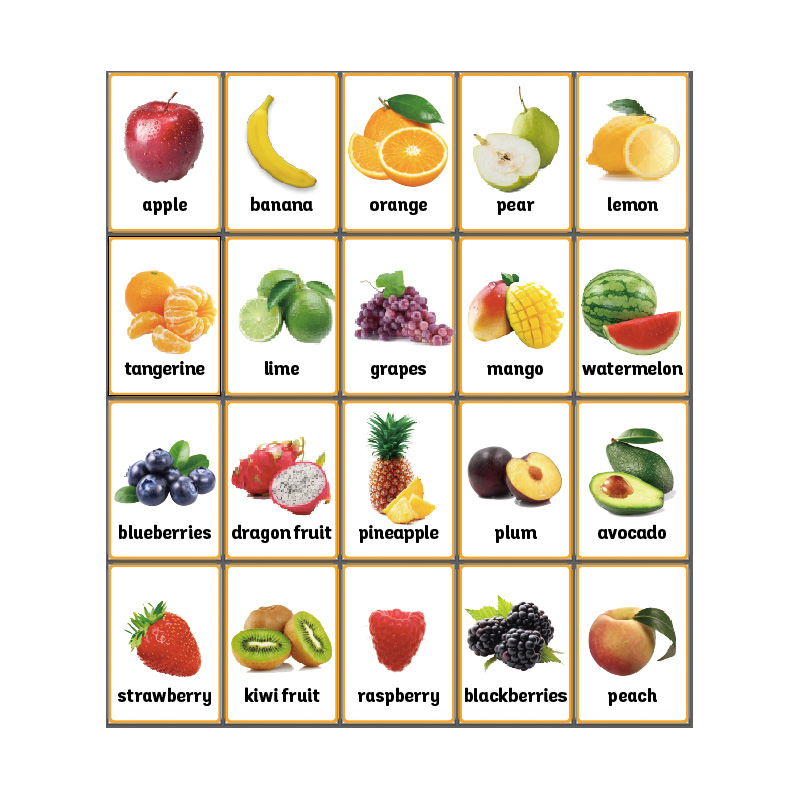 apple
banana
orange
pear
lemon
tangerine
lime
grapes
mango
watermelon
blueberries
dragon fruit
pineapple
plum
avocado
strawberry
kiwi fruit
raspberry
blackberries
peach